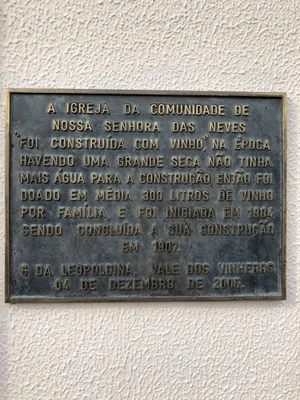 A IGREJA DA COMUNIDADE DE
NOSSA SENHORA DAS NEVES
"FOI CONSTRUÍDA COM VINHO" NA ÉPOCA
HAVENDO UMA GRANDE SECA NÃO TINHA
MAIS ÁGUA PARA A CONSTRUÇÃO ENTÃO FOI
DOADO EM MÉDIA 300 LITROS DE VINHO
POR FAMÍLIA, E FOI INICIADA EM 1904
SENDO CONCLUÍDA A SUA CONSTRUÇÃO
EM 1907.
6 DA LEOPOLDINA, VALE DOS VINHEDOS
04 DE DEZEMBRO DE